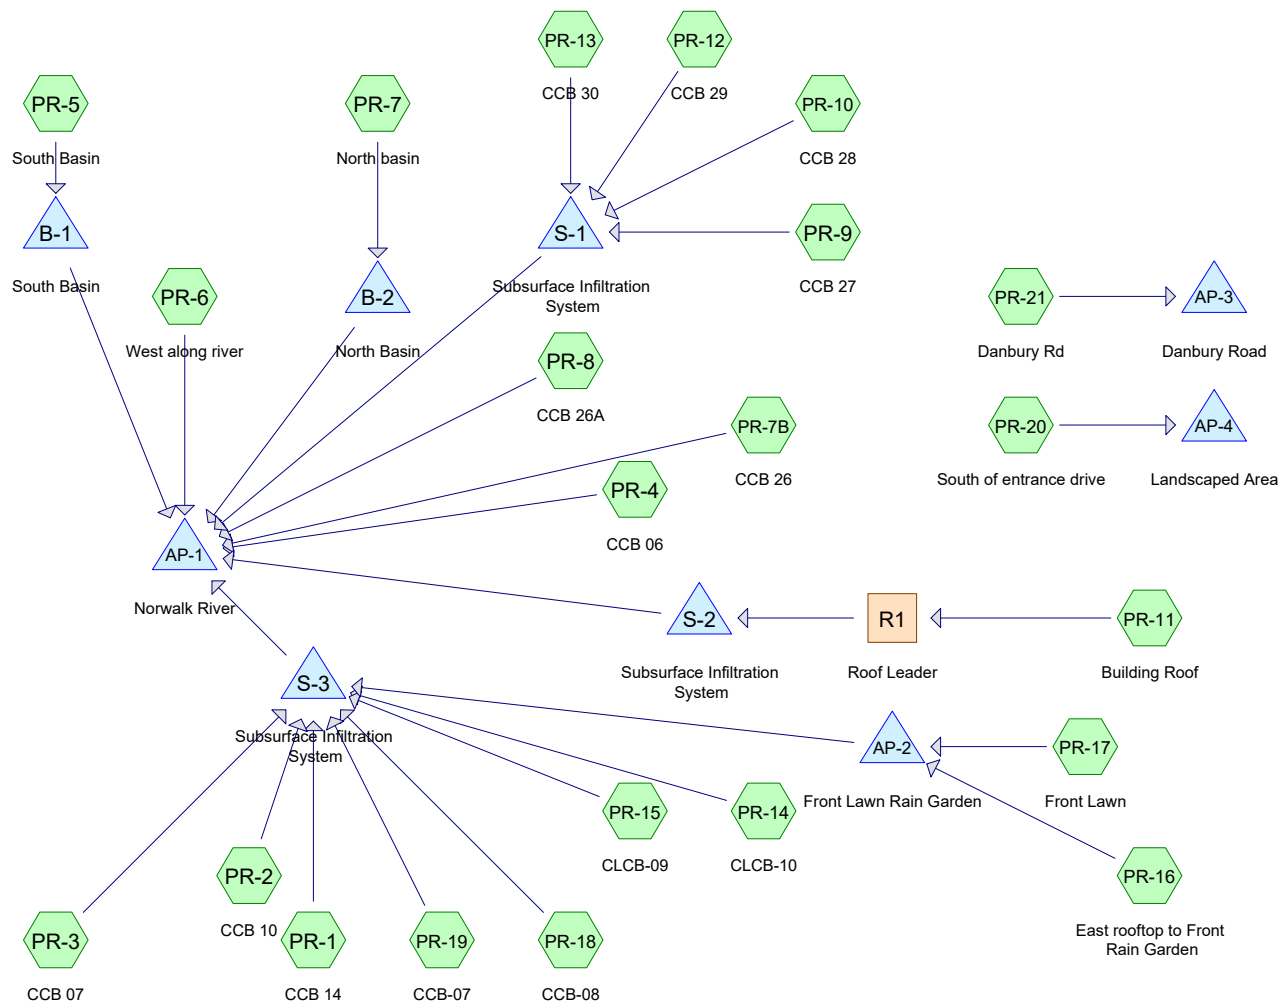 PR-13
CCB 30
PR-12
CCB 29
PR-5
South Basin
PR-7
North basin
PR-10
CCB 28
B-1
South Basin
S-1
Subsurface Infiltration
System
PR-9
CCB 27
PR-6
West along river
B-2
North Basin
PR-21
Danbury Rd
AP-3
Danbury Road
PR-8
CCB 26A
PR-7B
CCB 26
PR-20
South of entrance drive
AP-4
Landscaped Area
PR-4
CCB 06
AP-1
Norwalk River
S-2
Subsurface Infiltration
System
R1
Roof Leader
PR-11
Building Roof
S-3
Subsurface Infiltration
System
AP-2
Front Lawn Rain Garden
PR-17
Front Lawn
PR-15
CLCB-09
PR-14
CLCB-10
PR-2
CCB 10
PR-16
East rooftop to Front
Rain Garden
PR-3
CCB 07
PR-1
CCB 14
PR-19
CCB-07
PR-18
CCB-08